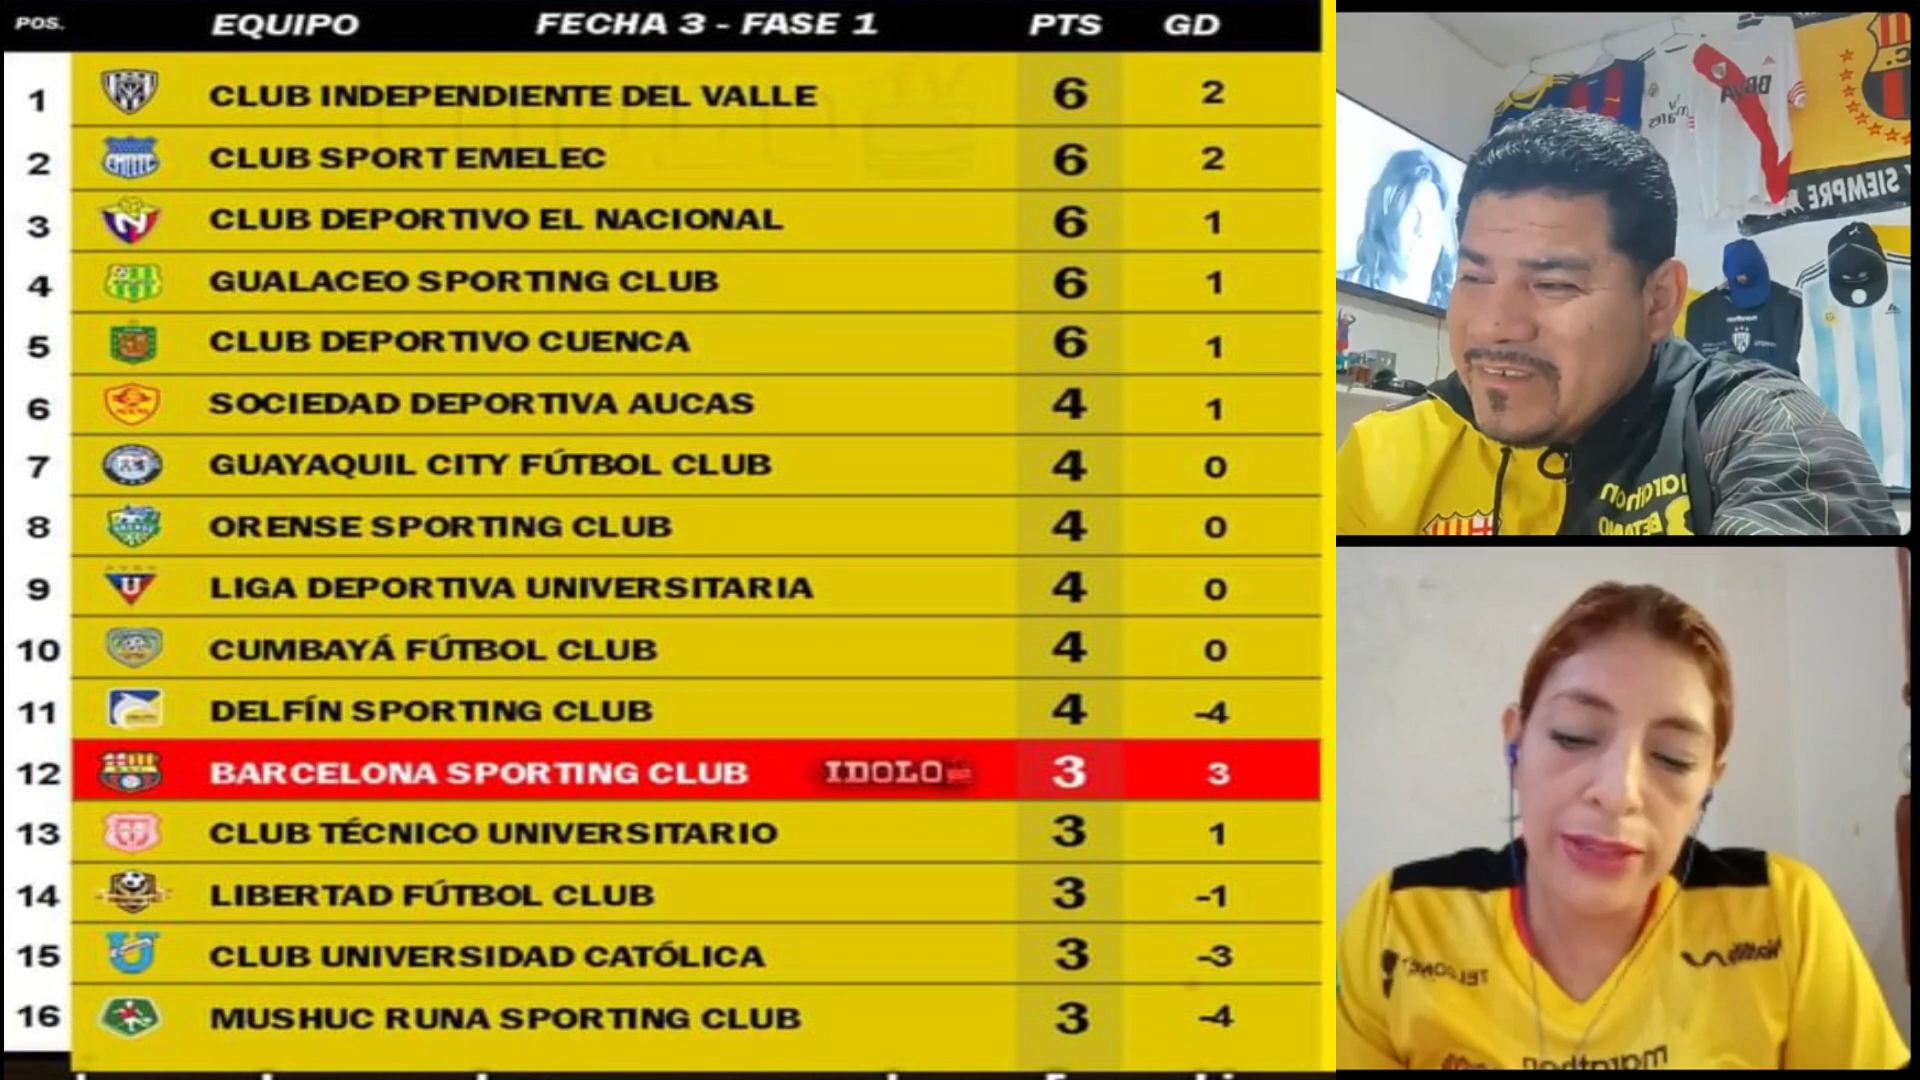 POS. EQUIPO FECHA 3 - FASE 1 PTS GD
1 CLUB INDEPENDIENTE DEL VALLE 6 2
2 EMELEC CLUB SPORT EMELEC 6 2
3 N CLUB DEPORTIVO EL NACIONAL 6 1
4 GUALACEO SPORTING CLUB 6 1
5 CLUB DEPORTIVO CUENCA 6 1
6 SOCIEDAD DEPORTIVA AUCAS 4 1
7 GUAYAQUIL CITY FÚTBOL CLUB 4 0
8 ORENSE SPORTING CLUB 4 0
9 U LIGA DEPORTIVA UNIVERSITARIA 4 0
10 CUMBAYÁ FÚTBOL CLUB 4 0
11 DELFÍN SPORTING CLUB 4 -4
12 BARCELONA SPORTING CLUB IDOLO 3 3
13 CLUB TÉCNICO UNIVERSITARIO 3 1
14 LIBERTAD FÚTBOL CLUB 3 -1
15 CLUB UNIVERSIDAD CATÓLICA 3 -3
16 MUSHUC RUNA SPORTING CLUB 3 -4
BBVA
SIEMPRE
marathon
BETANO
marathon